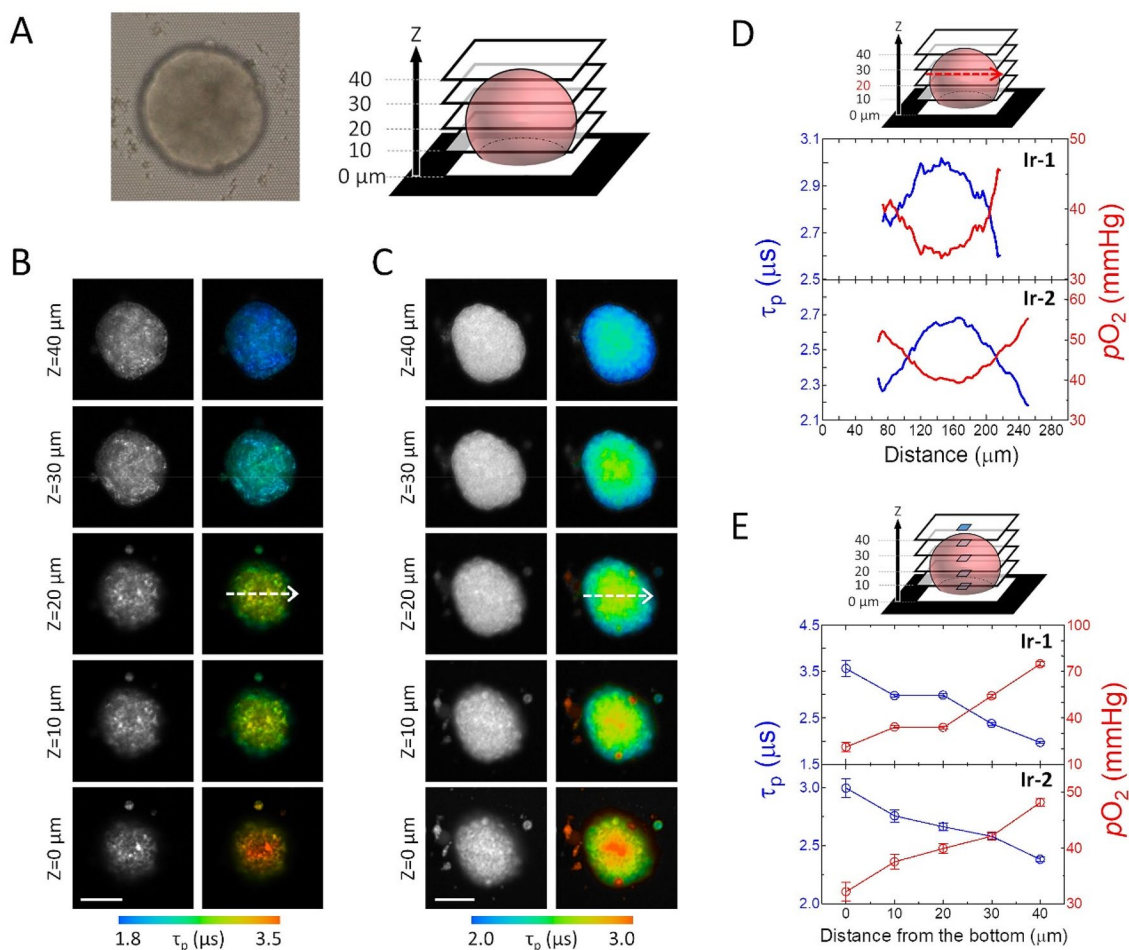 A
Z
40
30
20
10
0 µm
B
Z=40 µm
Z=30 µm
Z=20 µm
Z=10 µm
Z=0 µm
1.8 τp (µs) 3.5
C
Z=40 µm
Z=30 µm
Z=20 µm
Z=10 µm
Z=0 µm
2.0 τp (µs) 3.0
D
Z
40
30
20
10
0 µm
3.1
2.9
2.7
2.5
Ir-1
50
40
30
2.7
2.5
2.3
2.1
Ir-2
60
50
40
30
τp (µs)
pO2 (mmHg)
0 40 80 120 160 200 240 280
Distance (µm)
E
Z
40
30
20
10
0 µm
4.5
3.5
2.5
1.5
Ir-1
100
75
50
34
10
3.0
2.5
2.0
Ir-2
50
40
30
τp (µs)
pO2 (mmHg)
0 10 20 30 40
Distance from the bottom (µm)